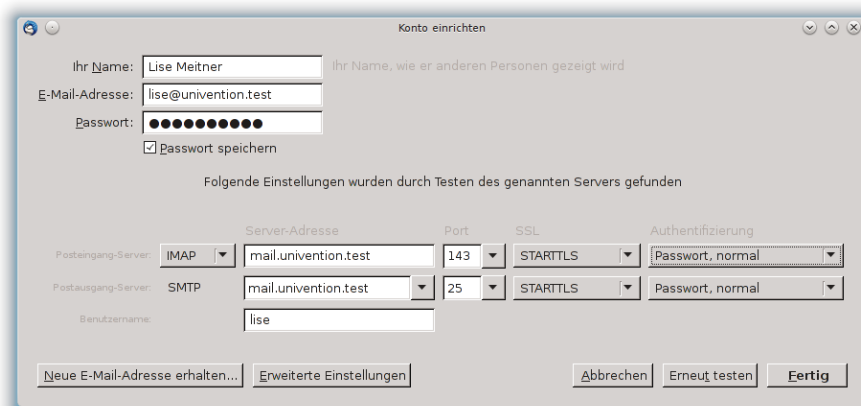 Konto einrichten
Ihr Name: Lise Meitner Ihr Name, wie er anderen Personen gezeigt wird
E-Mail-Adresse: lise@univention.test
Passwort: ●●●●●●●●●●
Passwort speichern
Folgende Einstellungen wurden durch Testen des genannten Servers gefunden
Server-Adresse Port SSL Authentifizierung
Posteingang-Server: IMAP mail.univention.test 143 STARTTLS Passwort, normal
Postausgang-Server: SMTP mail.univention.test 25 STARTTLS Passwort, normal
Benutzername: lise
Neue E-Mail-Adresse erhalten... Erweiterte Einstellungen Abbrechen Erneut testen Fertig